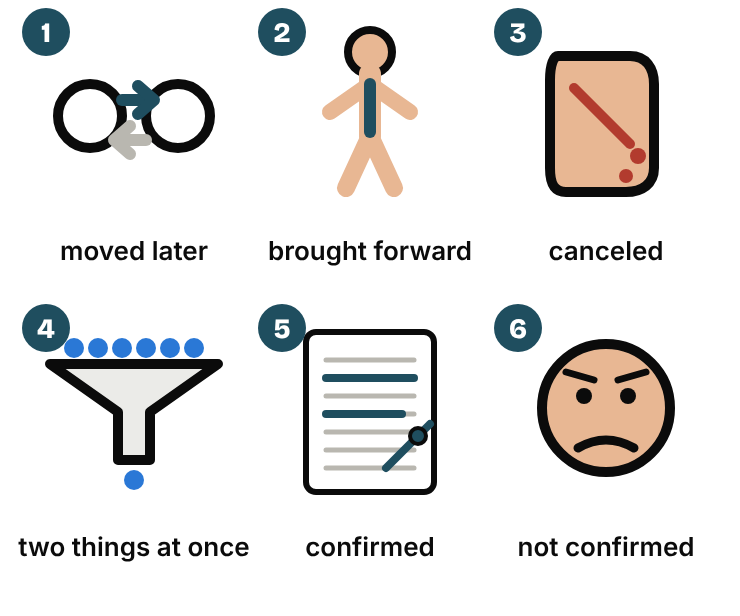 1
2
3
moved later
brought forward
canceled
4
5
6
two things at once
confirmed
not confirmed